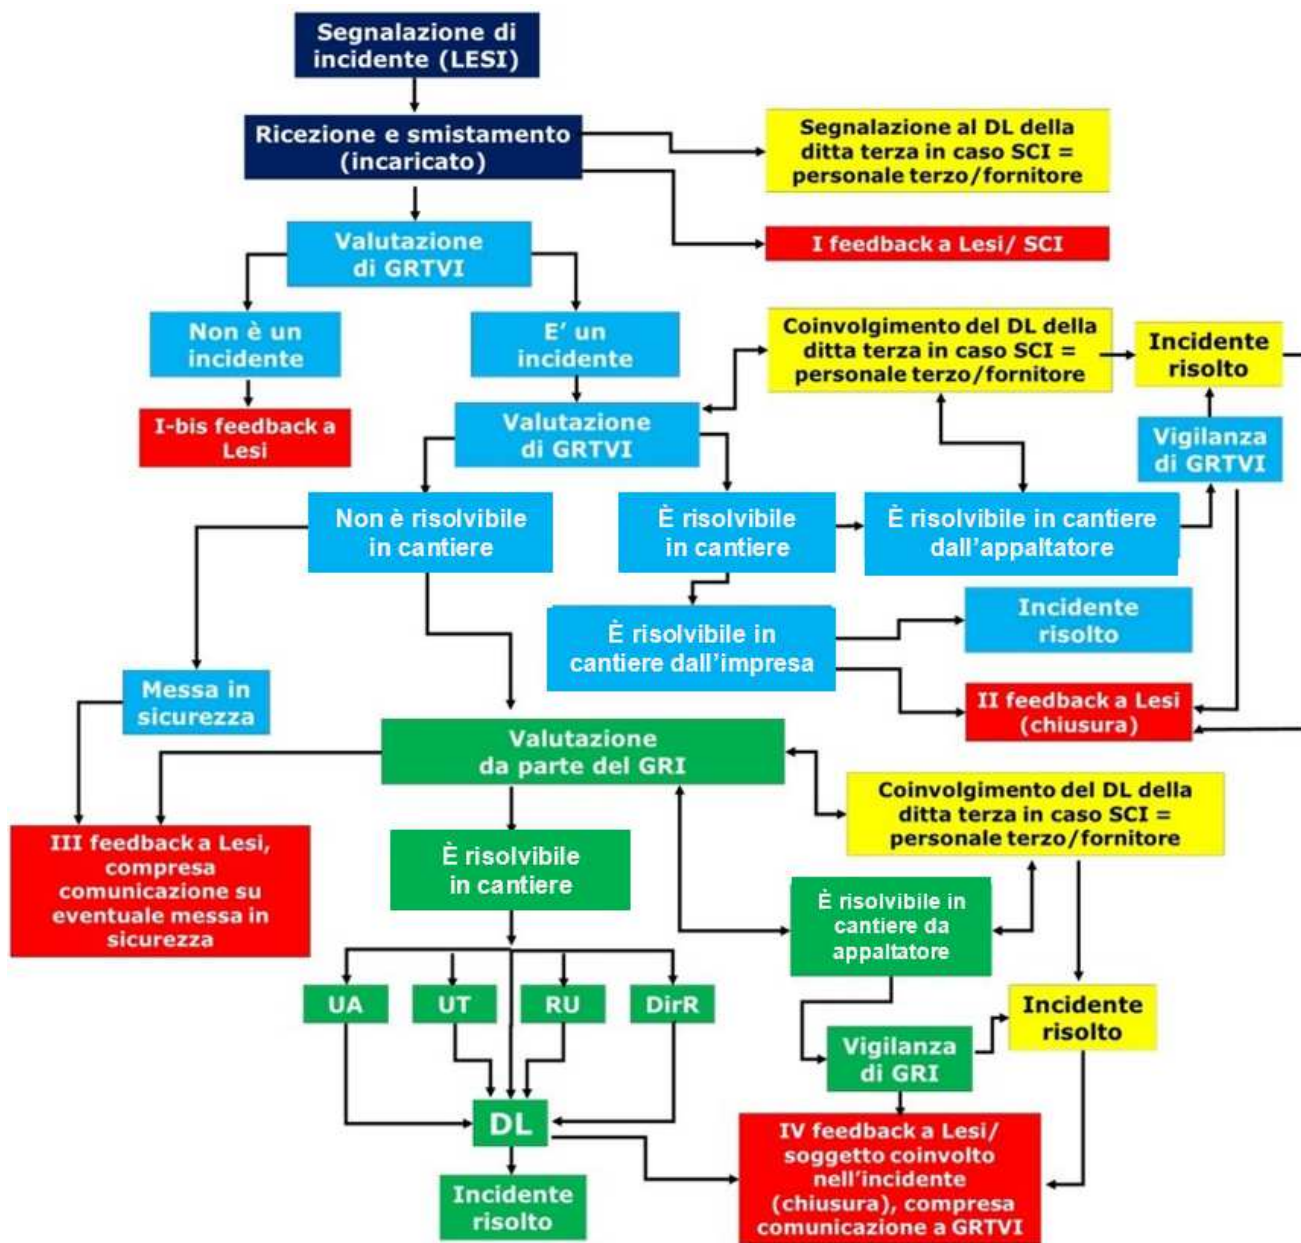 Segnalazione di
incidente (LESI)
Ricezione e smistamento
(incaricato)
Segnalazione al DL della
ditta terza in caso SCI =
personale terzo/fornitore
I feedback a Lesi/ SCI
Valutazione
di GRTVI
Non è un
incidente
E’ un
incidente
Coinvolgimento del DL della
ditta terza in caso SCI =
personale terzo/fornitore
Incidente
risolto
I-bis feedback a
Lesi
Valutazione
di GRTVI
Vigilanza
di GRTVI
Non è risolvibile
in cantiere
È risolvibile
in cantiere
È risolvibile in cantiere
dall’appaltatore
È risolvibile in
cantiere dall’impresa
Incidente
risolto
Messa in
sicurezza
II feedback a Lesi
(chiusura)
Valutazione
da parte del GRI
Coinvolgimento del DL della
ditta terza in caso SCI =
personale terzo/fornitore
III feedback a Lesi,
compresa
comunicazione su
eventuale messa in
sicurezza
È risolvibile
in cantiere
È risolvibile in
cantiere da
appaltatore
UA
UT
RU
DirR
Incidente
risolto
Vigilanza
di GRI
DL
IV feedback a Lesi/
soggetto coinvolto
nell’incidente
(chiusura), compresa
comunicazione a GRTVI
Incidente
risolto